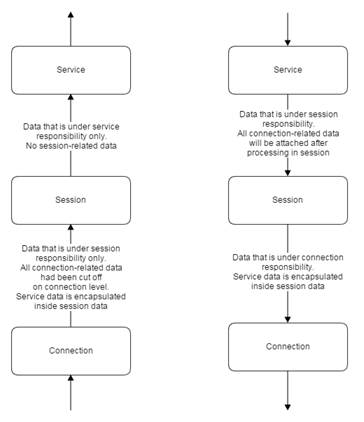 Service
Data that is under service
responsibility only.
No session-related data
Session
Data that is under session
responsibility only.
All connection-related data
had been cut off
on connection level.
Service data is encapsulated
inside session data
Connection
Service
Data that is under session
responsibility.
All connection-related data
will be attached after
processing in session
Session
Data that is under connection
responsibility.
Service data is encapsulated
inside session data
Connection